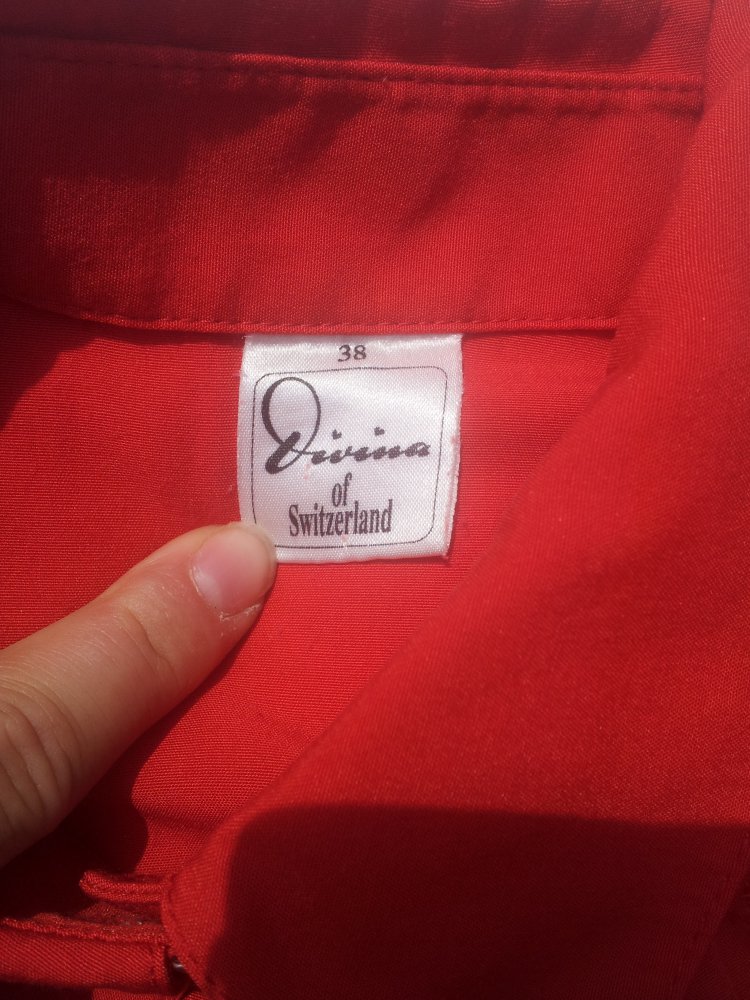 38
Divina
of
Switzerland